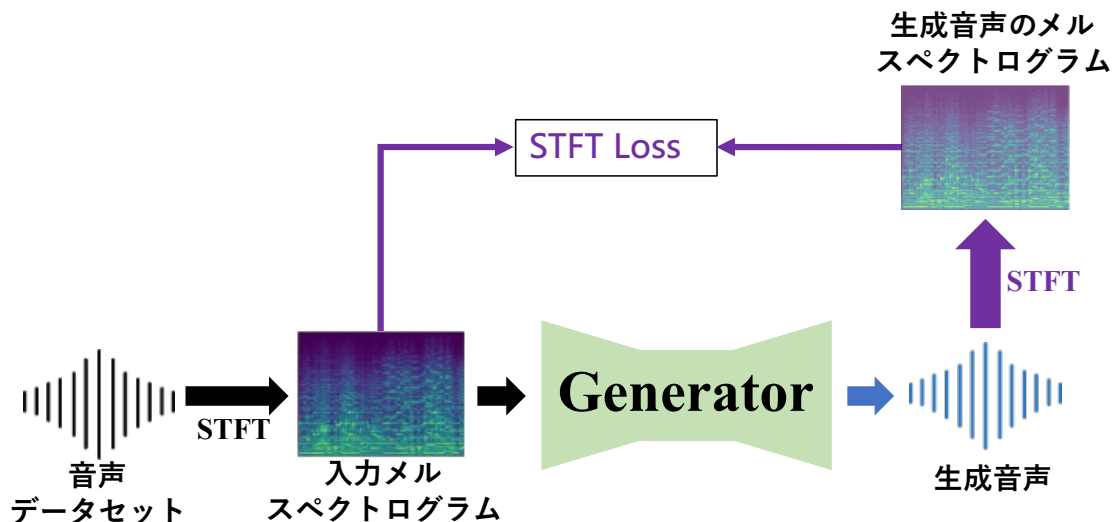 生成音声のメル
スペクトログラム
STFT Loss
STFT
Generator
STFT
音声
データセット
入力メル
スペクトログラム
生成音声